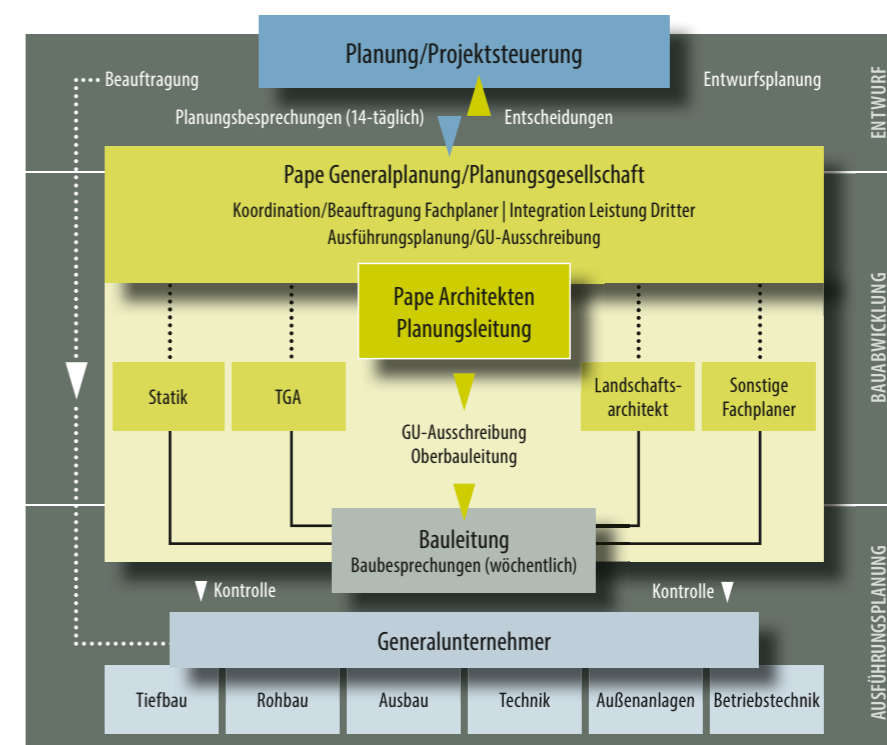 Planung/Projektsteuerung
Beauftragung
Entwurfsplanung
Planungsbesprechungen (14-täglich)
Entscheidungen
ENTWURF
Pape Generalplanung/Planungsgesellschaft
Koordination/Beauftragung Fachplaner | Integration Leistung Dritter
Ausführungsplanung/GU-Ausschreibung
Pape Architekten
Planungsleitung
BAUABWICKLUNG
Statik
TGA
Landschafts-
architekt
Sonstige
Fachplaner
GU-Ausschreibung
Oberbauleitung
Bauleitung
Baubesprechungen (wöchentlich)
Kontrolle
Kontrolle
AUSFÜHRUNGSPLANUNG
Generalunternehmer
Tiefbau
Rohbau
Ausbau
Technik
Außenanlagen
Betriebstechnik